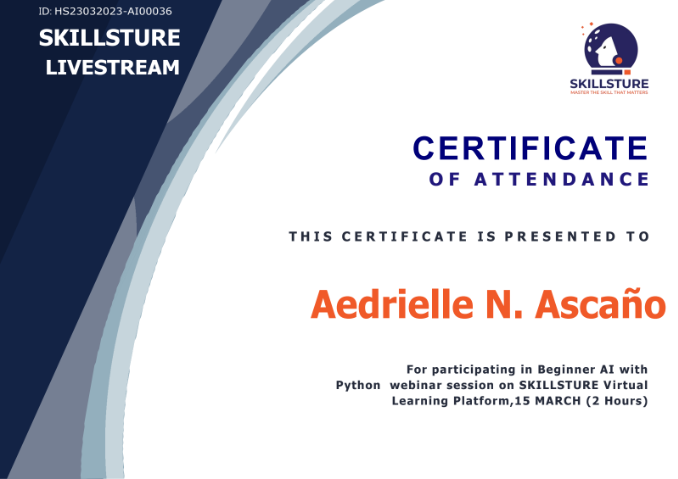 ID: HS23032023-AI00036
SKILLSTURE
LIVESTREAM
SKILLSTURE
MASTER THE SKILL THAT MATTERS
CERTIFICATE
OF ATTENDANCE
THIS CERTIFICATE IS PRESENTED TO
Aedrielle N. Ascaño
For participating in Beginner AI with
Python  webinar session on SKILLSTURE Virtual
Learning Platform,15 MARCH (2 Hours)